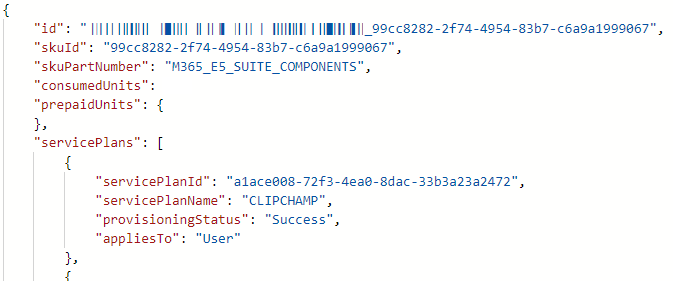 {
"id": "_99cc8282-2f74-4954-83b7-c6a9a1999067",
"skuId": "99cc8282-2f74-4954-83b7-c6a9a1999067",
"skuPartNumber": "M365_E5_SUITE_COMPONENTS",
"consumedUnits":
"prepaidUnits": {
},
"servicePlans": [
{
"servicePlanId": "a1ace008-72f3-4ea0-8dac-33b3a23a2472",
"servicePlanName": "CLIPCHAMP",
"provisioningStatus": "Success",
"appliesTo": "User"
},
{